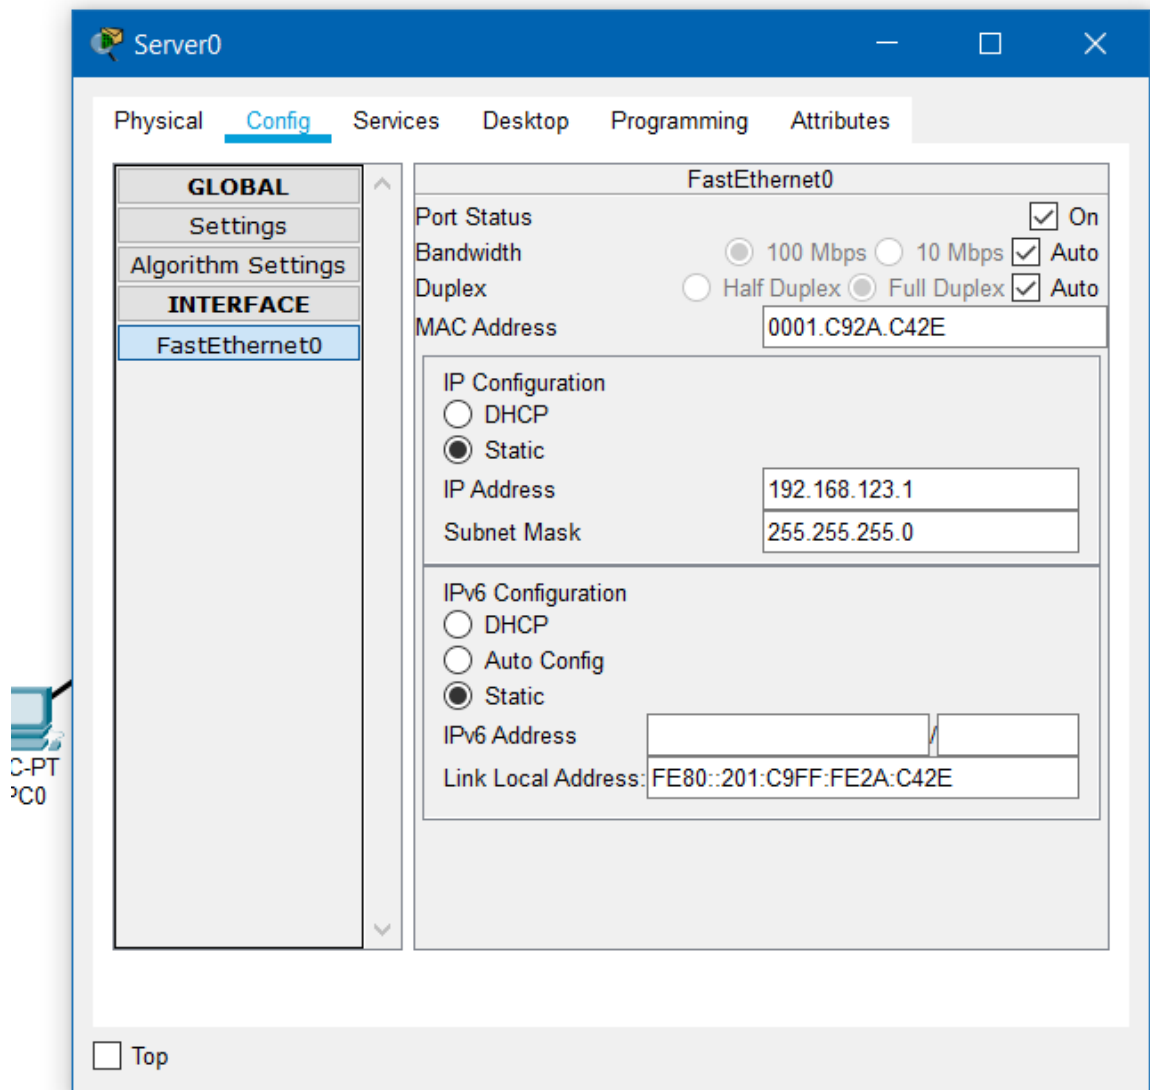 Server0
Physical Config Services Desktop Programming Attributes
GLOBAL
Settings
Algorithm Settings
INTERFACE
FastEthernet0
FastEthernet0
Port Status On
Bandwidth 100 Mbps 10 Mbps Auto
Duplex Half Duplex Full Duplex Auto
MAC Address 0001.C92A.C42E
IP Configuration
DHCP
Static
IP Address 192.168.123.1
Subnet Mask 255.255.255.0
IPv6 Configuration
DHCP
Auto Config
Static
IPv6 Address /
Link Local Address: FE80::201:C9FF:FE2A:C42E
C-PT
PC0
Top